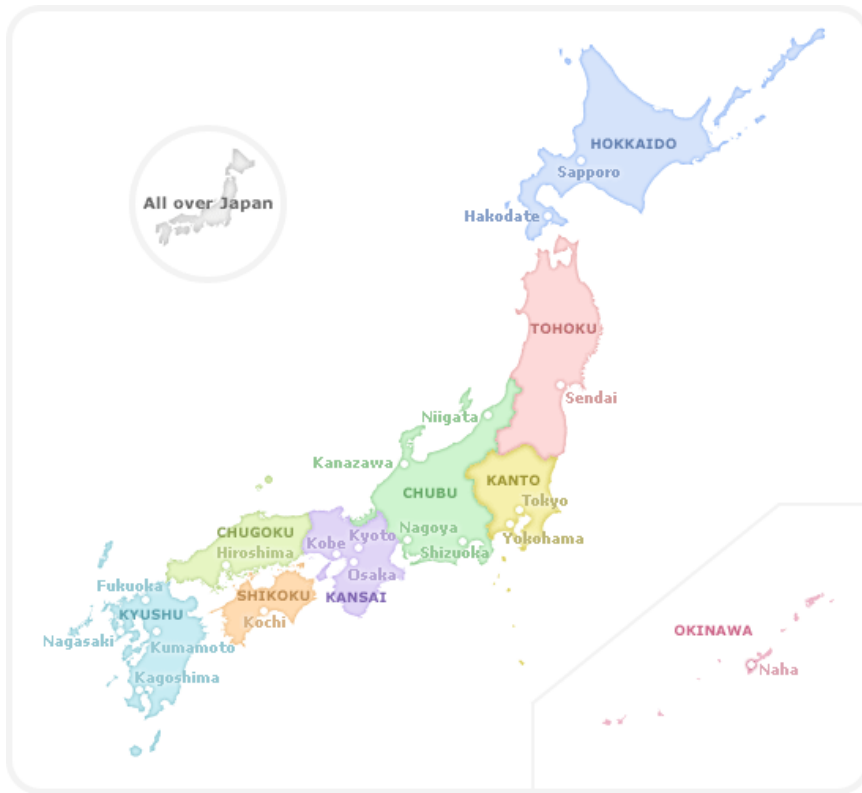 HOKKAIDO
Sapporo
All over Japan
Hakodate
TOHOKU
Sendai
Niigata
Kanazawa
KANTO
CHUBU
Tokyo
CHUGOKU
Nagoya
Kyoto
Yokohama
Hiroshima
Kobe
Shizuoka
Osaka
Fukuoka
SHIKOKU
KANSAI
KYUSHU
Kochi
OKINAWA
Nagasaki
Kumamoto
Naha
Kagoshima